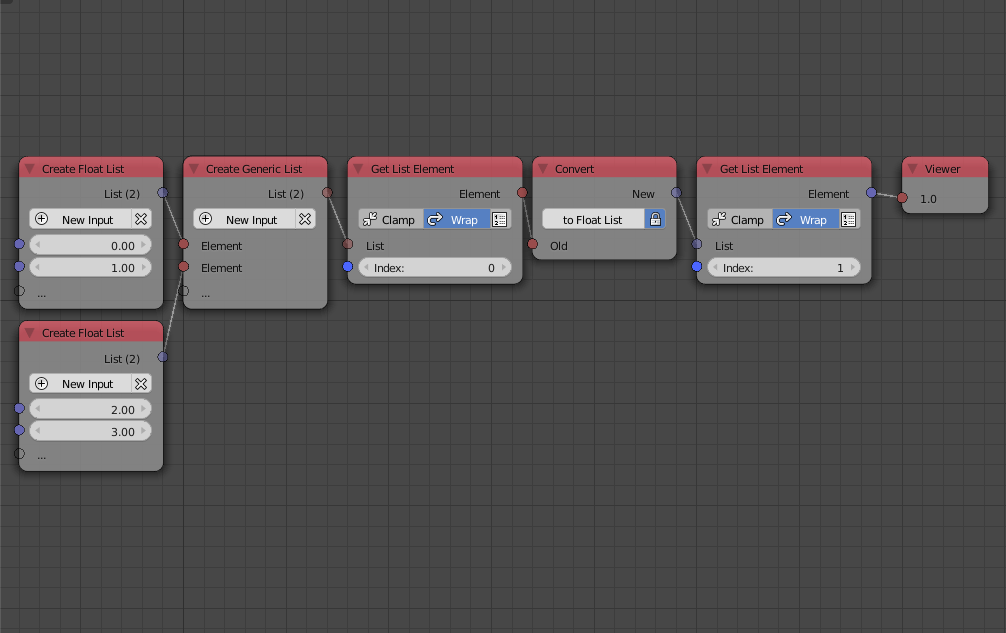 Create Float List
List (2)
New Input
0.00
1.00
...
Create Generic List
List (2)
New Input
Element
Element
...
Get List Element
Element
Clamp Wrap
List
Index: 0
Convert
New
to Float List
Old
Get List Element
Element
Clamp Wrap
List
Index: 1
Viewer
1.0
Create Float List
List (2)
New Input
2.00
3.00
...